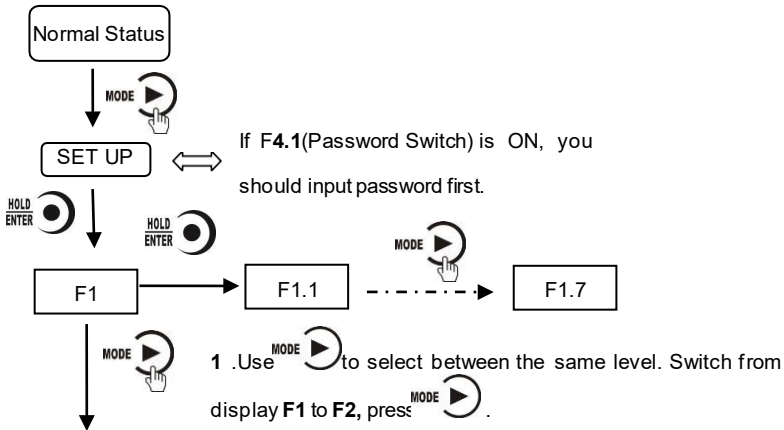 Normal Status
MODE
If F4.1(Password Switch) is ON, you
SET UP
should input password first.
HOLD
ENTER
HOLD
ENTER
MODE
F1
F1.1
F1.7
MODE
1 .Use MODE to select between the same level. Switch from
display F1 to F2, press MODE .